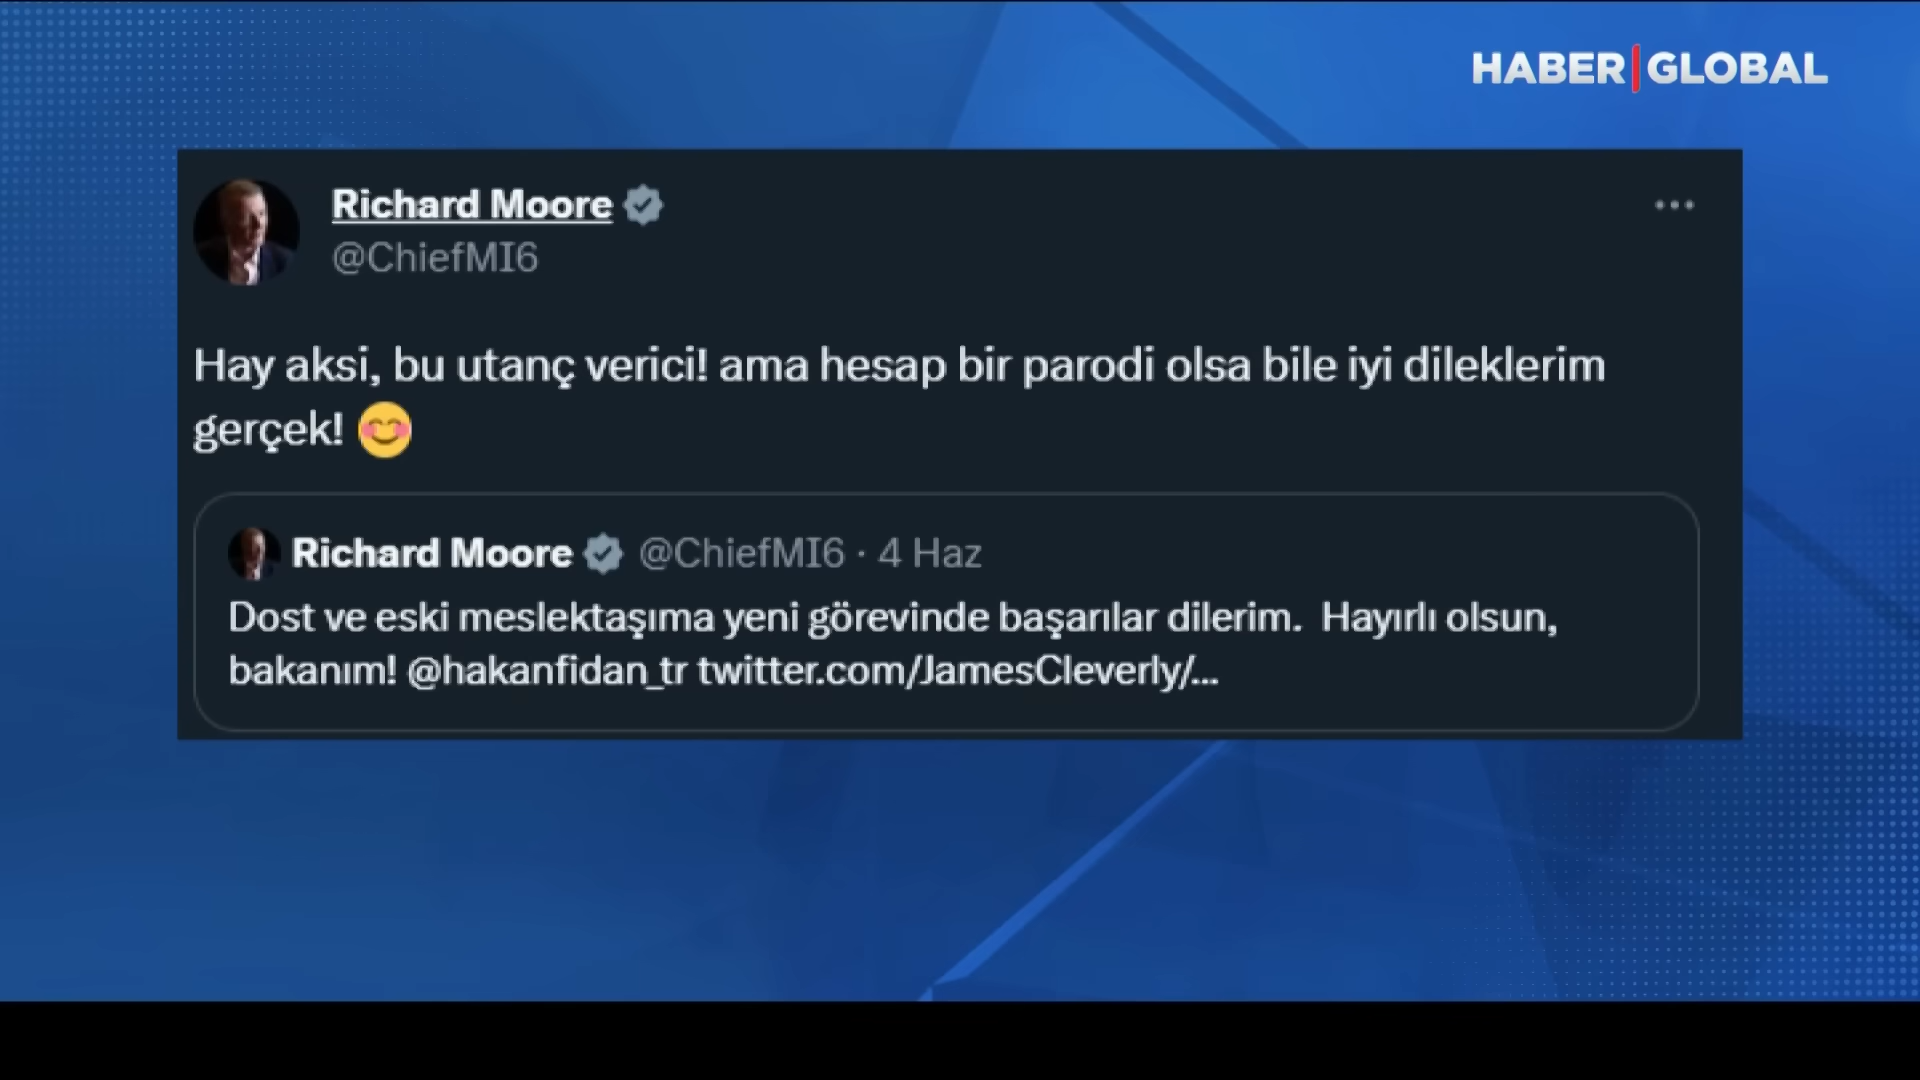 HABER|GLOBAL
Richard Moore
@ChiefMI6
Hay aksi, bu utanç verici! ama hesap bir parodi olsa bile iyi dileklerim
gerçek! 😊
Richard Moore @ChiefMI6 · 4 Haz
Dost ve eski meslektaşıma yeni görevinde başarılar dilerim.  Hayırlı olsun,
bakanım! @hakanfidan_tr twitter.com/JamesCleverly/...